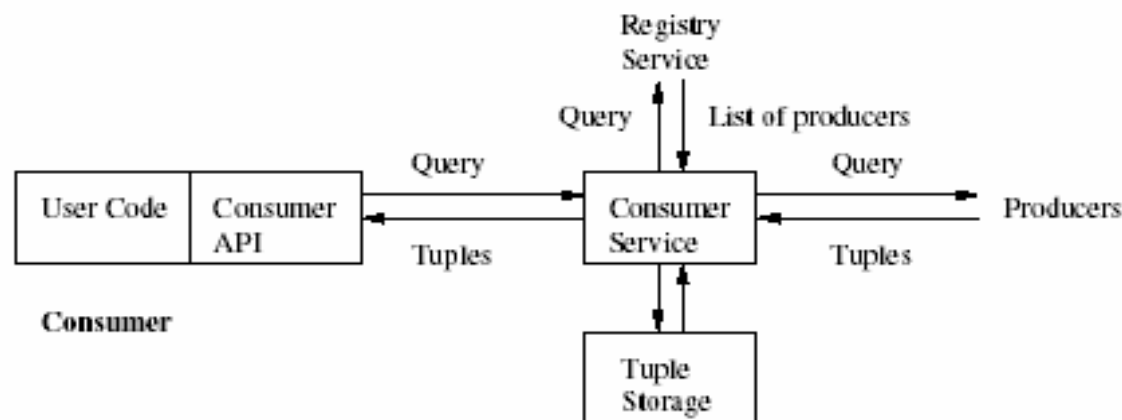 Registry
Service
Query
List of producers
Query
Query
User Code
Consumer
API
Consumer
Service
Producers
Tuples
Tuples
Consumer
Tuple
Storage